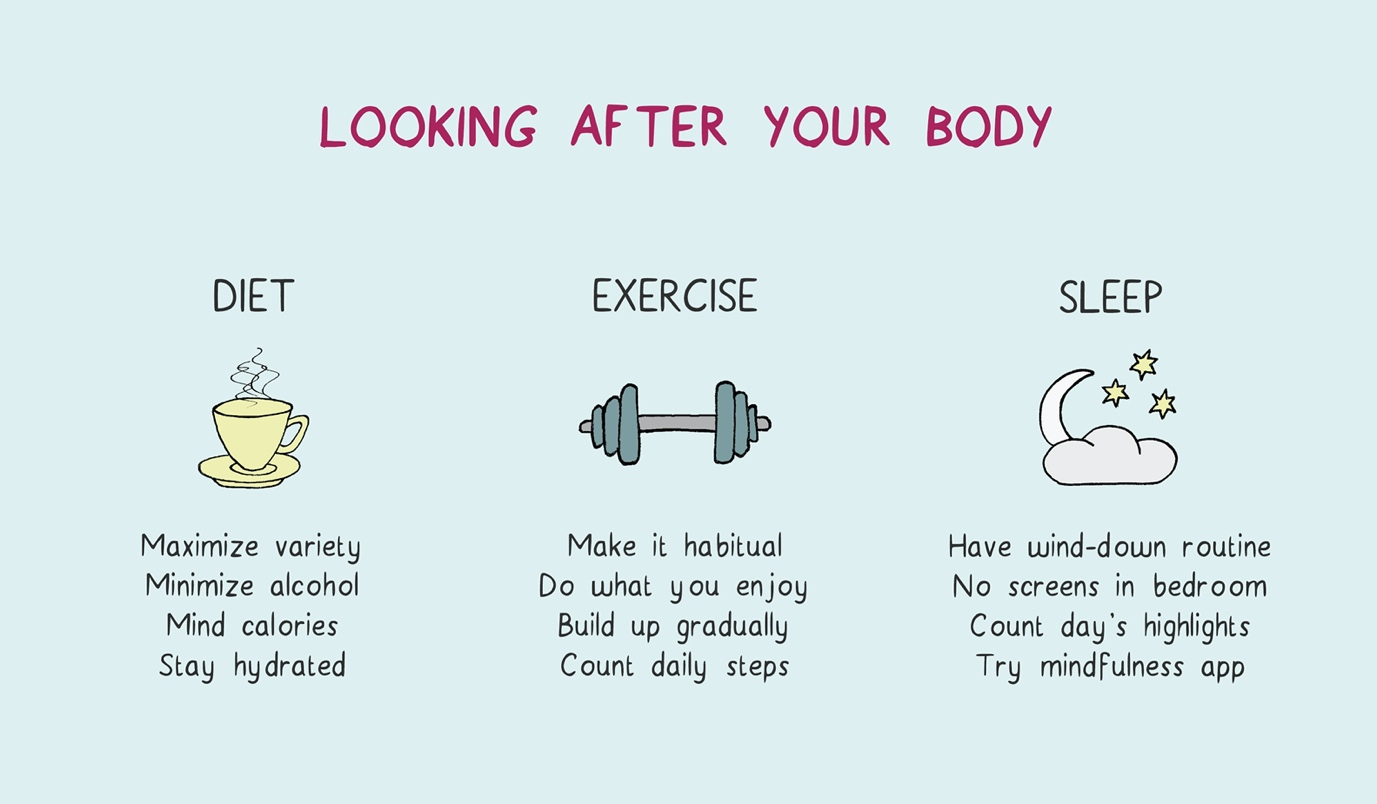 LOOKING AFTER YOUR BODY
DIET
Maximize variety
Minimize alcohol
Mind calories
Stay hydrated
EXERCISE
Make it habitual
Do what you enjoy
Build up gradually
Count daily steps
SLEEP
Have wind-down routine
No screens in bedroom
Count day's highlights
Try mindfulness app